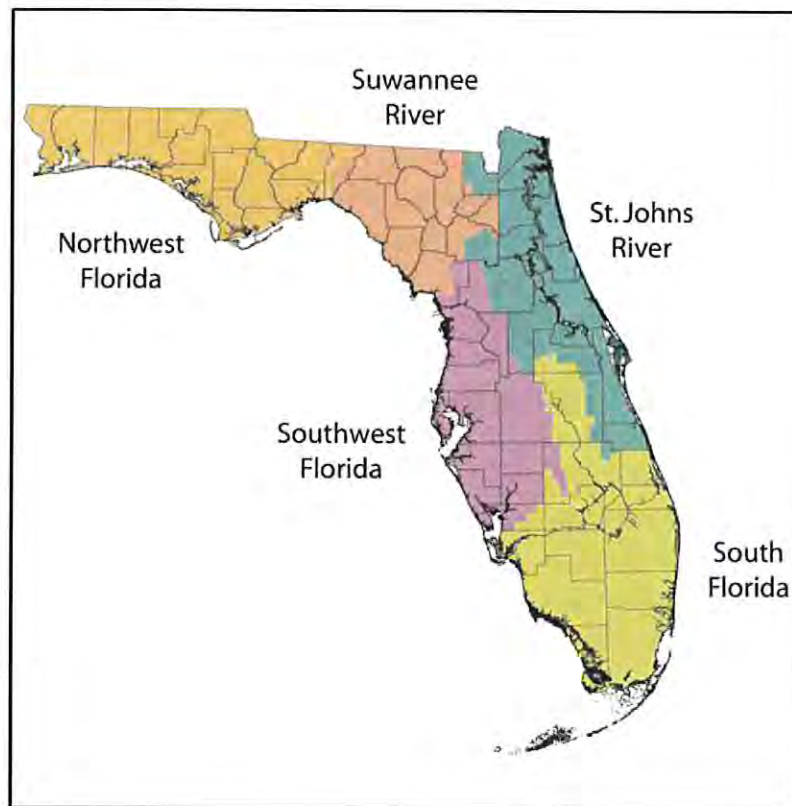 Suwannee
River
St. Johns
River
Northwest
Florida
Southwest
Florida
South
Florida